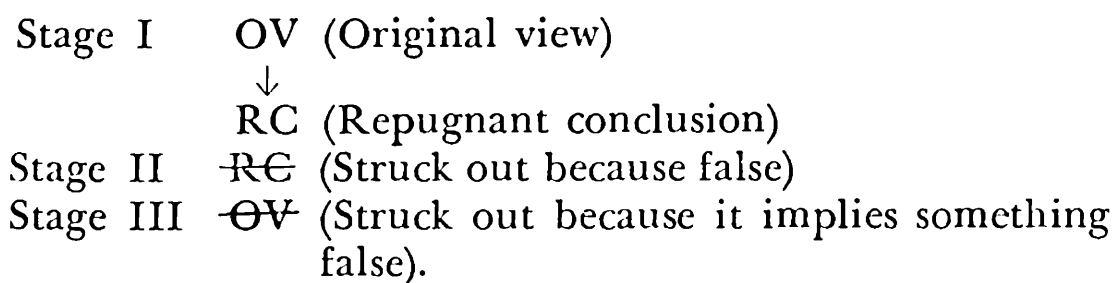 Stage I OV (Original view)
↓
RC (Repugnant conclusion)
Stage II RC (Struck out because false)
Stage III OV (Struck out because it implies something
false).